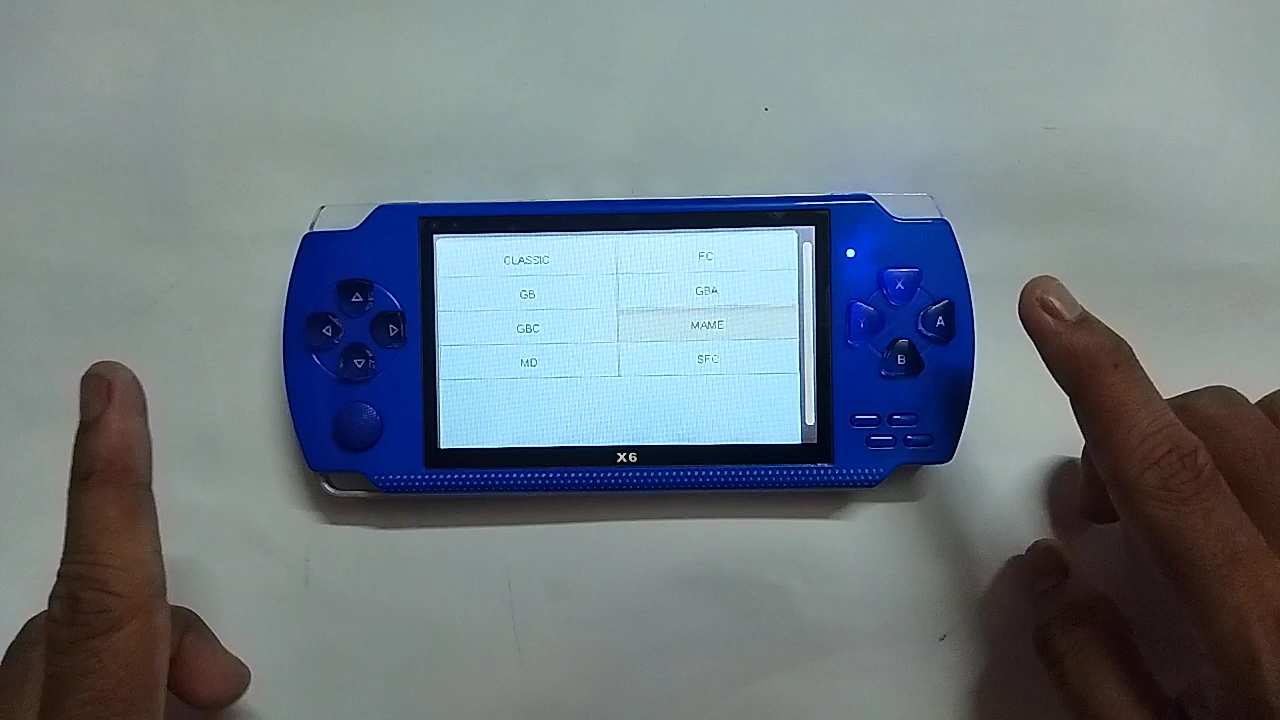 CLASSIC FC
GB GBA
GBC MAME
MD SFC
X
Y A
B
X6